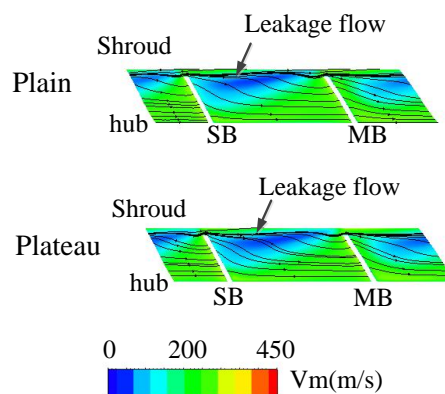 Leakage flow
Shroud
Plain
hub
SB
MB
Leakage flow
Shroud
Plateau
hub
SB
MB
0 200 450
Vm(m/s)